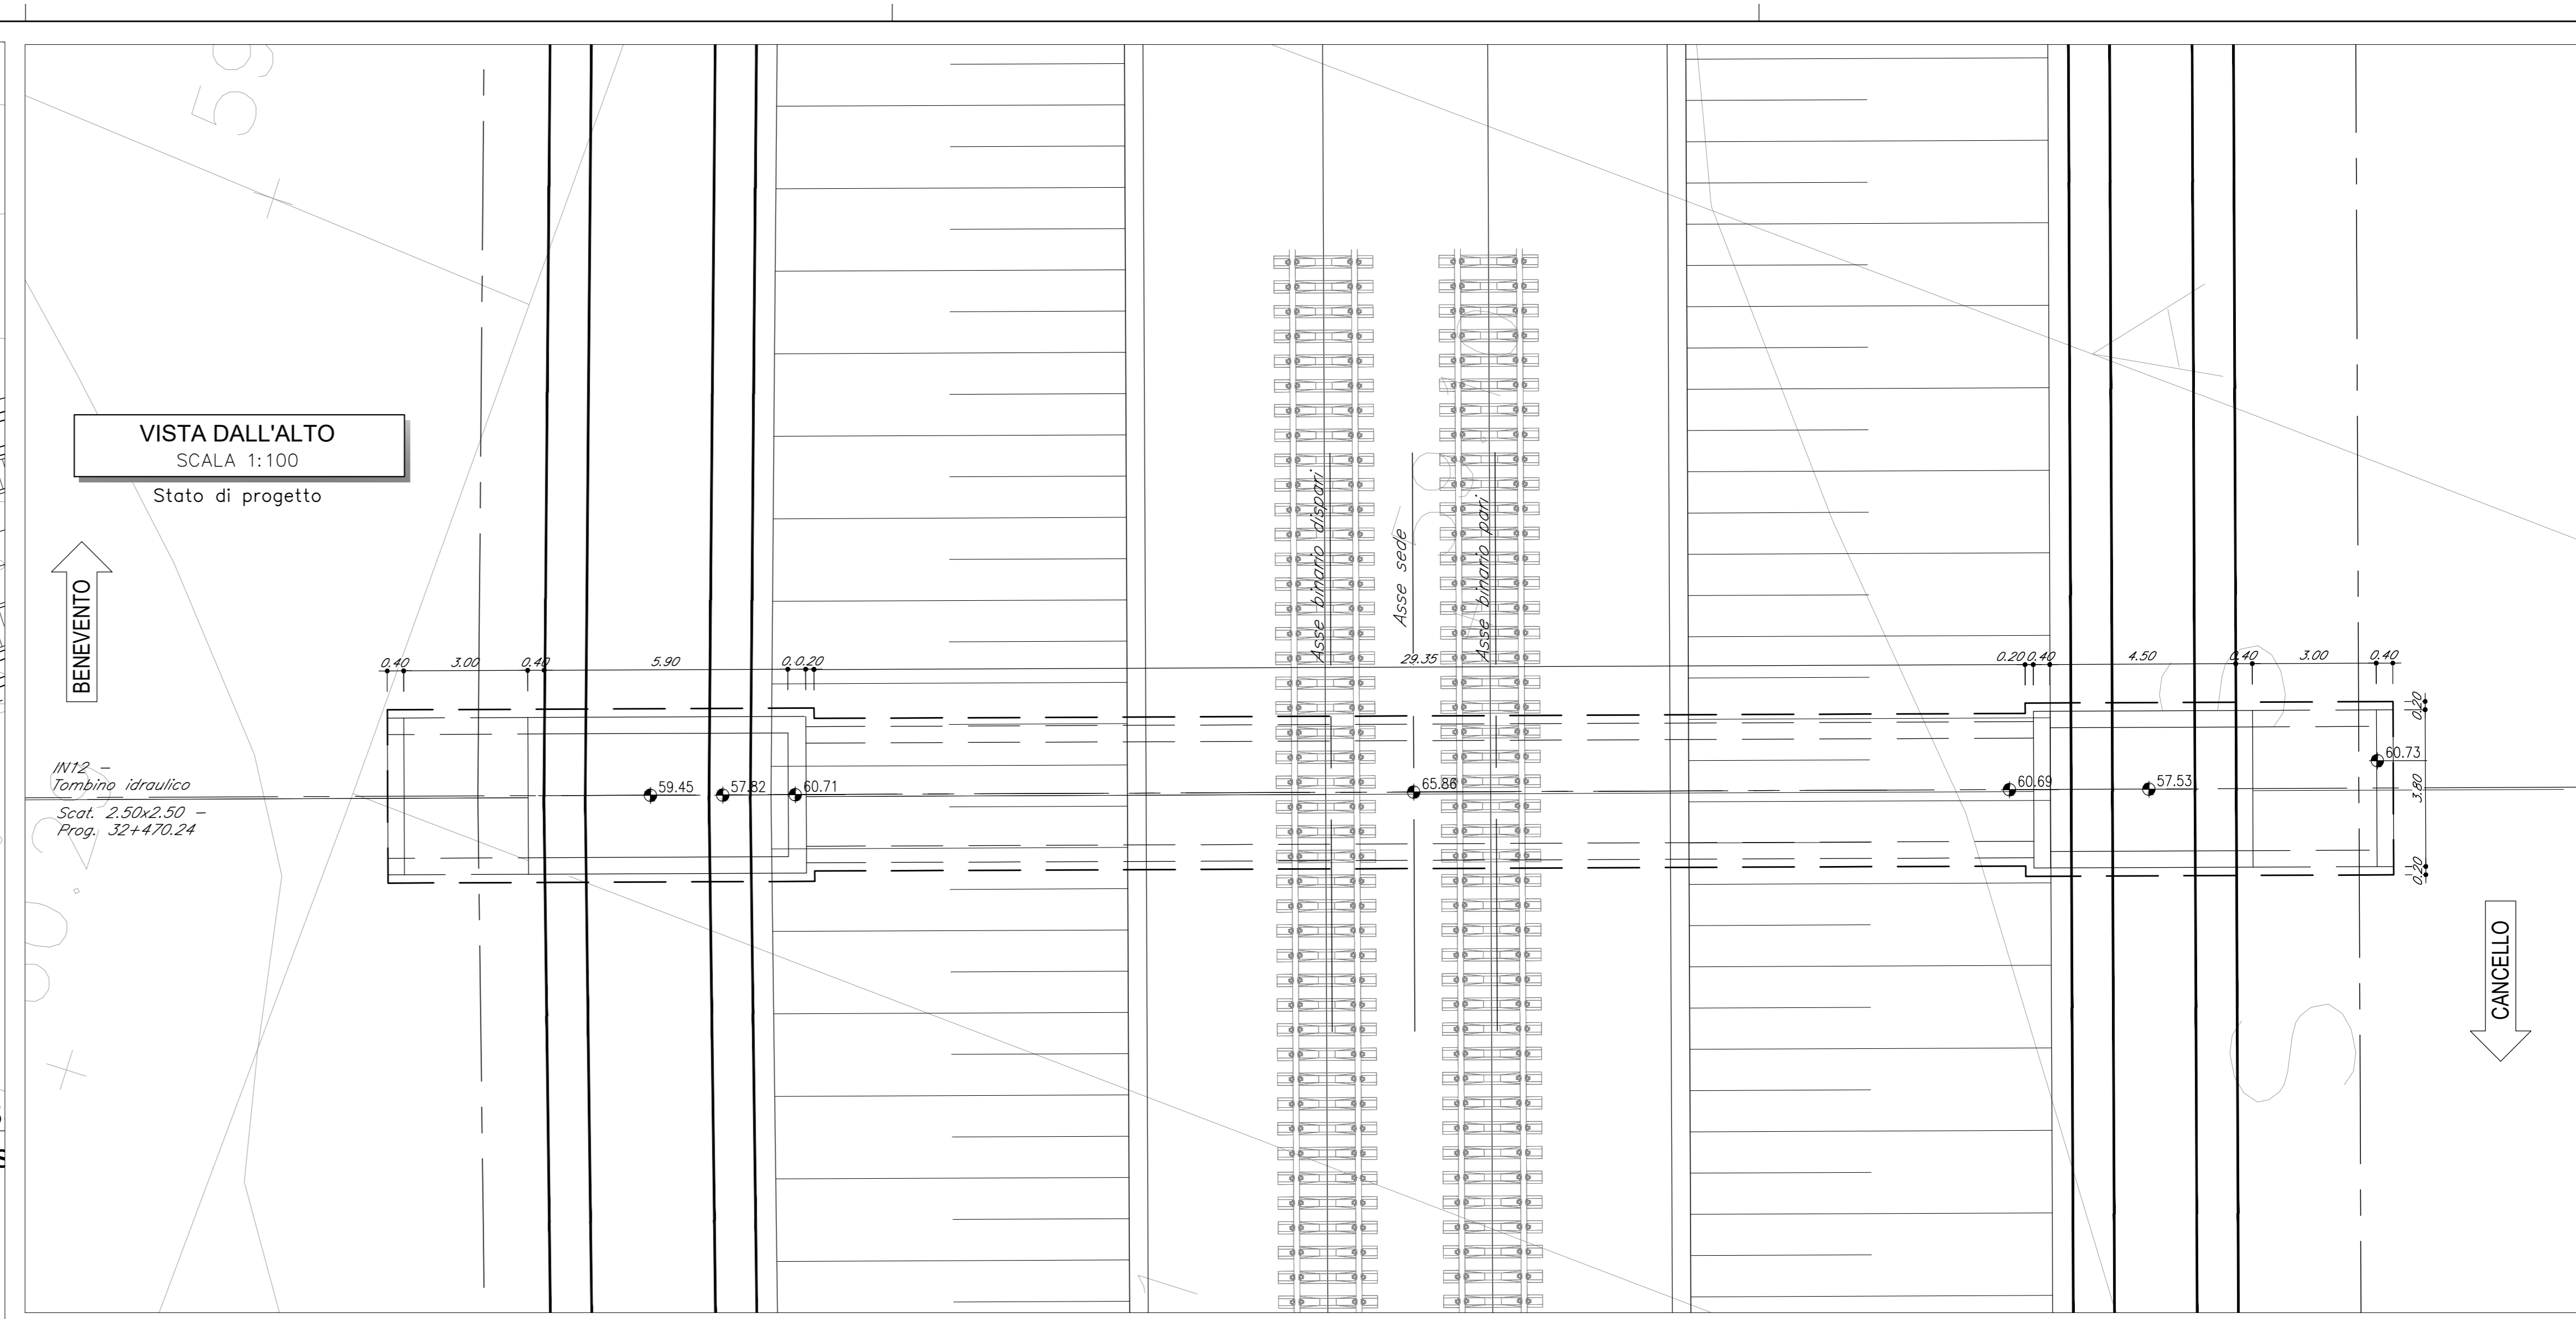 VISTA DALL'ALTO
SCALA 1:100
Stato di progetto
BENEVENTO
IN12 -
Tombino idraulico
Scat. 2.50x2.50 -
Prog. 32+470.24
0.40 3.00 0.40 5.90 0.20 29.35 0.20 0.40 4.50 0.40 3.00 0.40
Asse binario dispari
Asse sede
Asse binario pari
59.45 57.82 60.71 65.86 60.69 57.53 60.73
0.20
3.80
0.20
CANCELLO